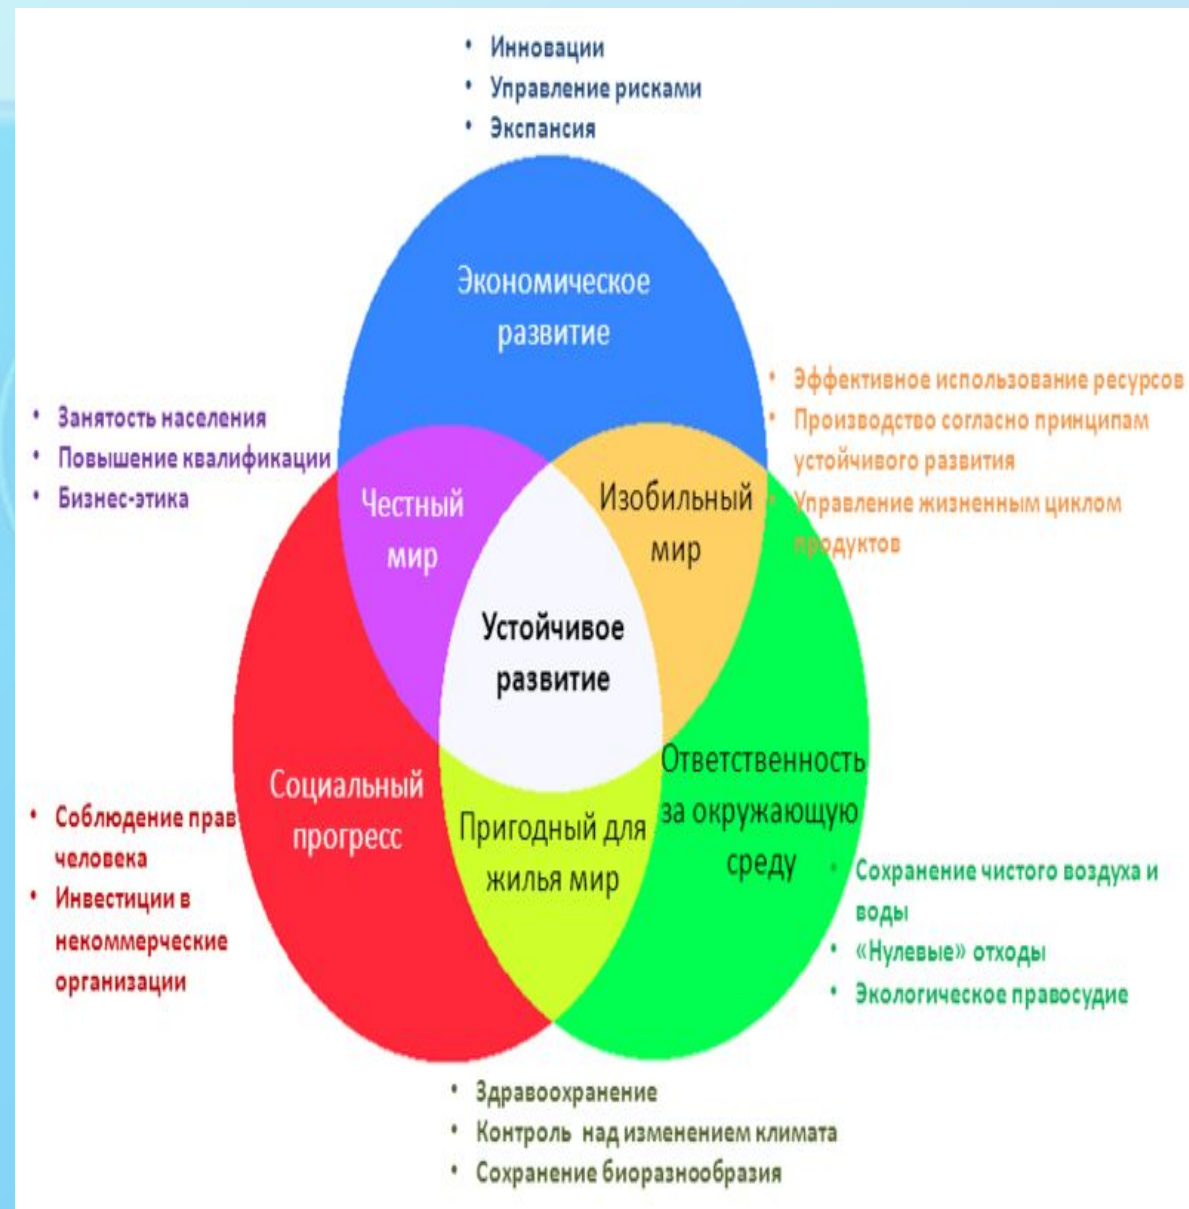 • Инновации
• Управление рисками
• Экспансия
Экономическое
развитие
• Занятость населения
• Повышение квалификации
• Бизнес-этика
• Эффективное использование ресурсов
• Производство согласно принципам
устойчивого развития
• Управление жизненным циклом
продуктов
Честный
мир
Изобильный
мир
Устойчивое
развитие
Социальный
прогресс
Пригодный для
жилья мир
Ответственность
за окружающую
среду
• Соблюдение прав
человека
• Инвестиции в
некоммерческие
организации
• Сохранение чистого воздуха и
воды
• «Нулевые» отходы
• Экологическое правосудие
• Здравоохранение
• Контроль над изменением климата
• Сохранение биоразнообразия